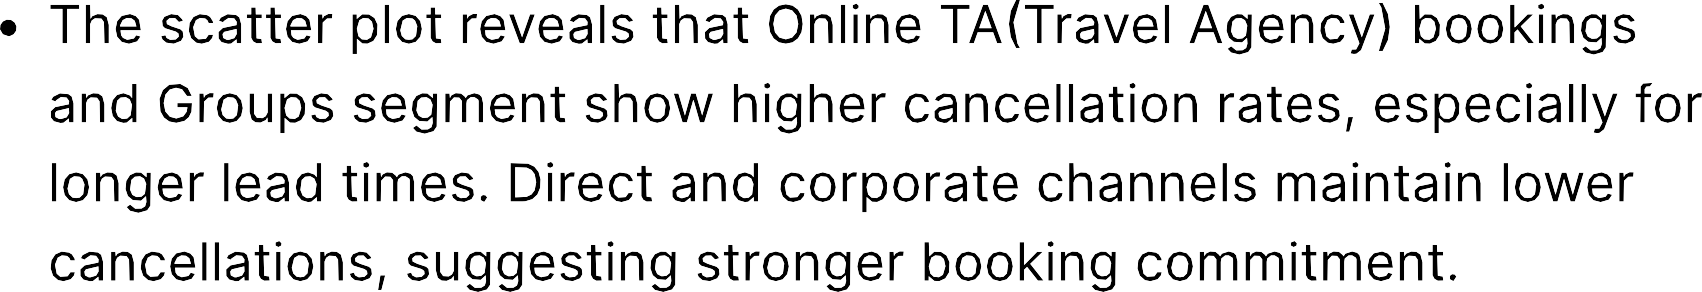 • The scatter plot reveals that Online TA(Travel Agency) bookings
and Groups segment show higher cancellation rates, especially for
longer lead times. Direct and corporate channels maintain lower
cancellations, suggesting stronger booking commitment.